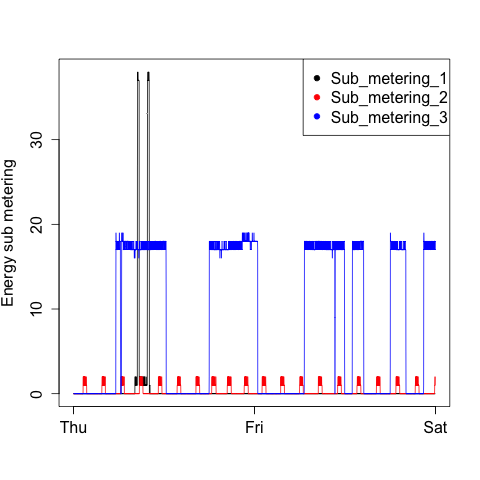 Sub_metering_1
Sub_metering_2
Sub_metering_3
Energy sub metering
30
20
10
0
Thu Fri Sat